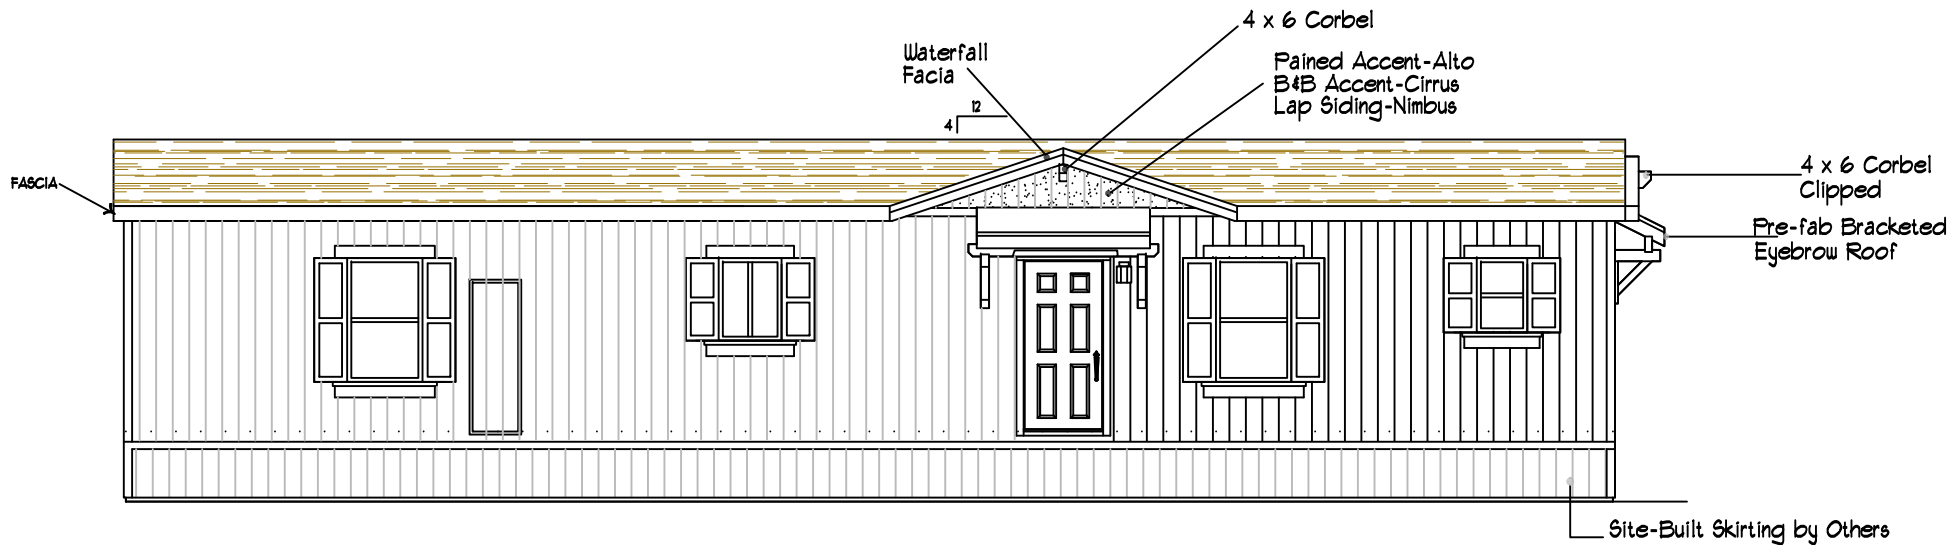 4 x 6 Corbel
Waterfall
Facia
Pained Accent-Alto
B&B Accent-Cirrus
Lap Siding-Nimbus
12
4
FASCIA
4 x 6 Corbel
Clipped
Pre-fab Bracketed
Eyebrow Roof
Site-Built Skirting by Others